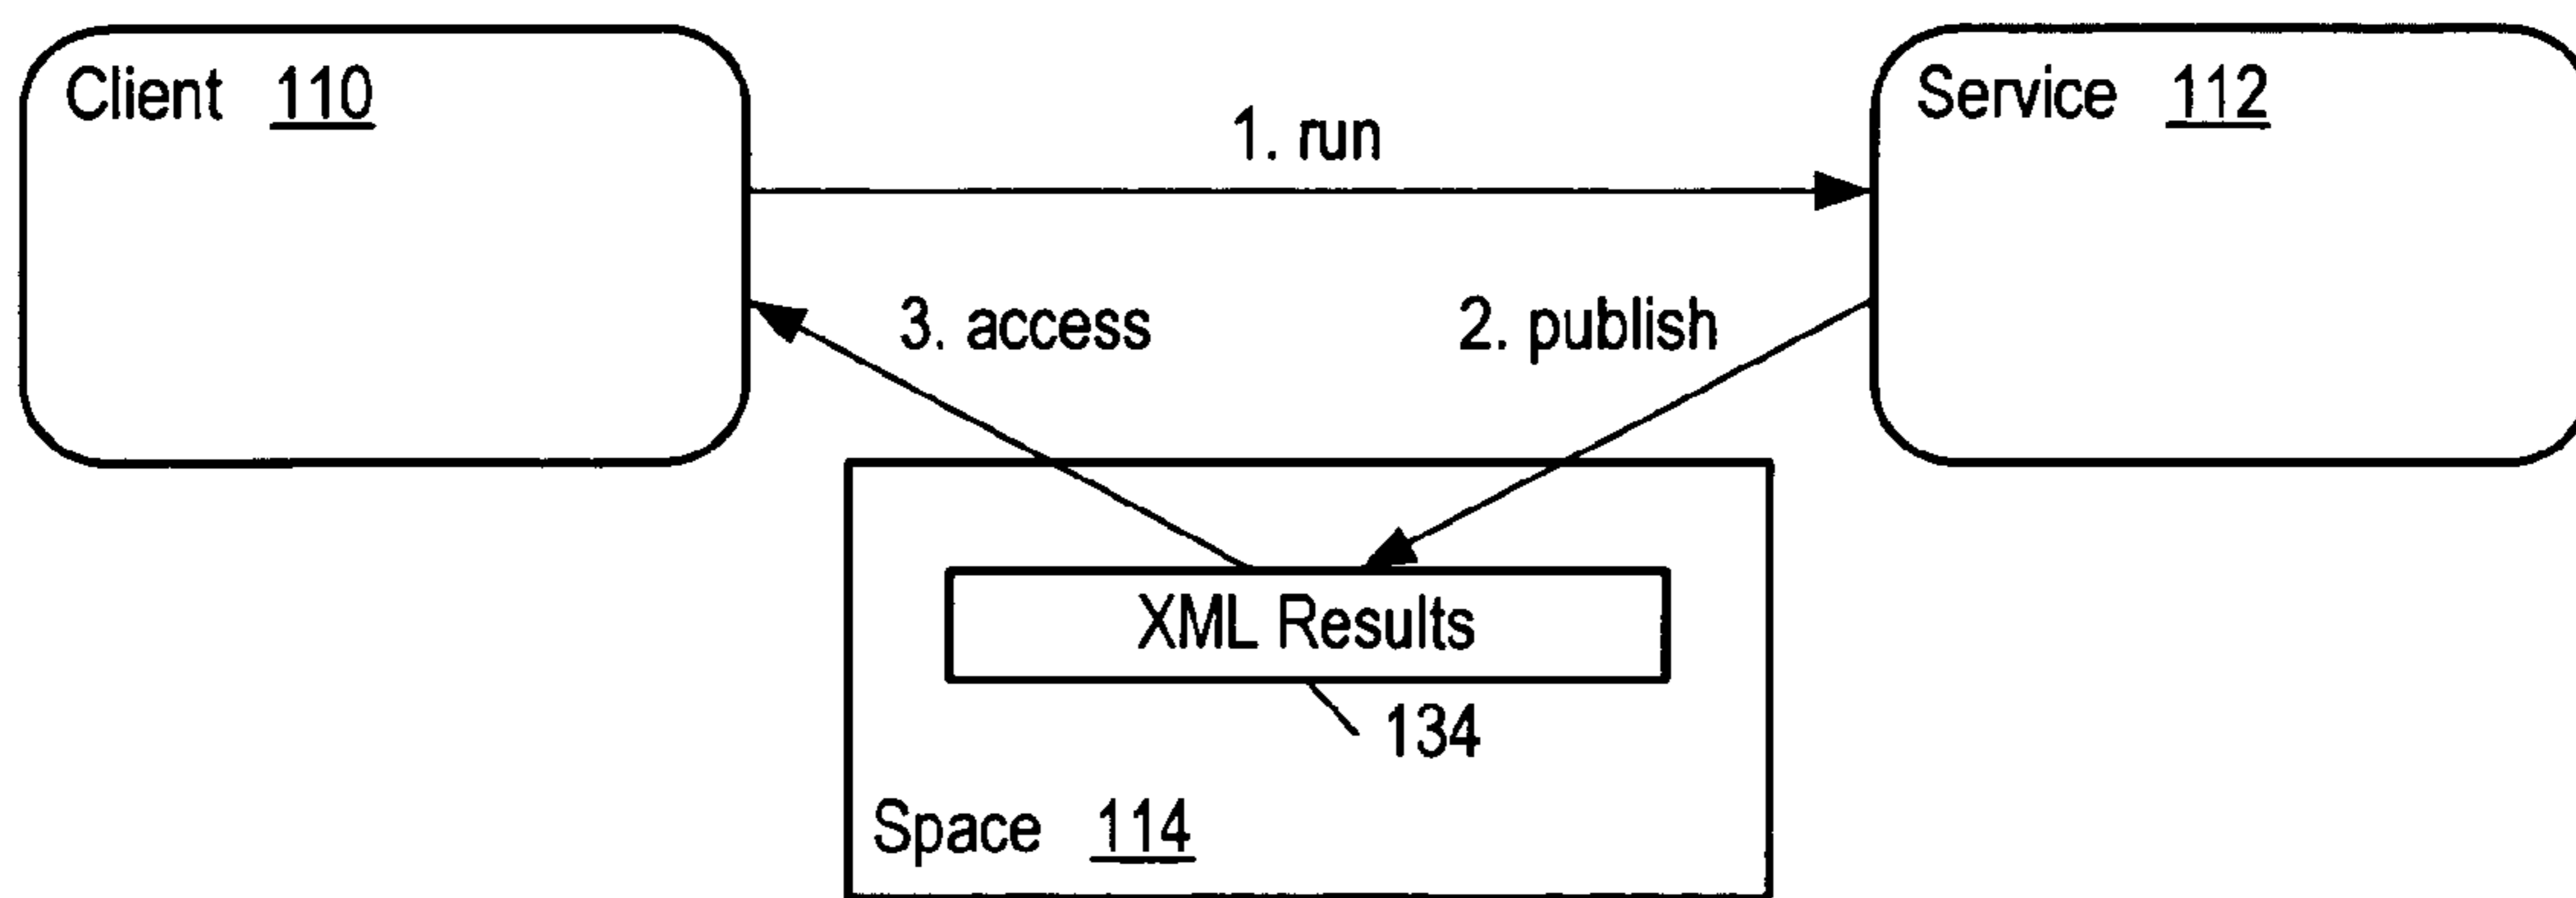 Client 110
Service 112
1. run
3. access
2. publish
XML Results
134
Space 114